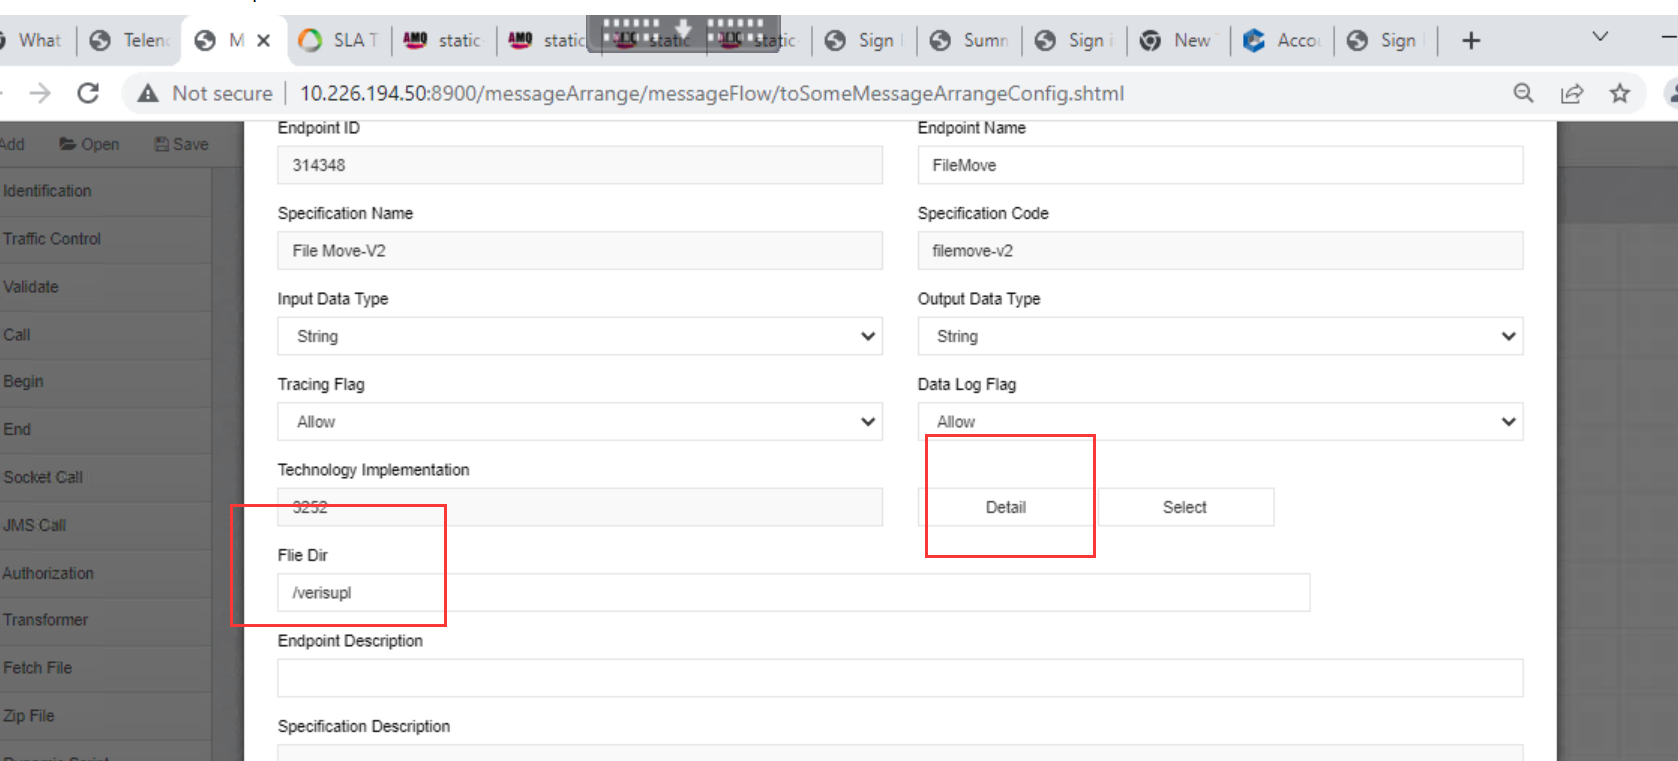 What Telen M SLA T AMQ static AMQ static static static Sign Summ Sign i New Acco Sign
Not secure 10.226.194.50:8900/messageArrange/messageFlow/toSomeMessageArrangeConfig.shtml
Add Open Save
Identification
Traffic Control
Validate
Call
Begin
End
Socket Call
JMS Call
Authorization
Transformer
Fetch File
Zip File
Endpoint ID Endpoint Name
314348 FileMove
Specification Name Specification Code
File Move-V2 filemove-v2
Input Data Type Output Data Type
String String
Tracing Flag Data Log Flag
Allow Allow
Technology Implementation
3252 Detail Select
Flie Dir
/verisupl
Endpoint Description
Specification Description